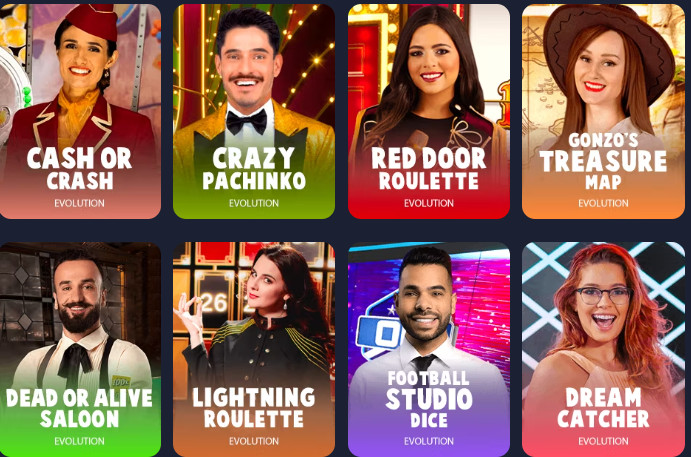 CASH OR
CRASH
EVOLUTION
CRAZY
PACHINKO
EVOLUTION
RED DOOR
ROULETTE
EVOLUTION
GONZO'S
TREASURE
MAP
EVOLUTION
DEAD OR ALIVE
SALOON
EVOLUTION
26
LIGHTNING
ROULETTE
EVOLUTION
FOOTBALL
STUDIO
DICE
EVOLUTION
DREAM
CATCHER
EVOLUTION